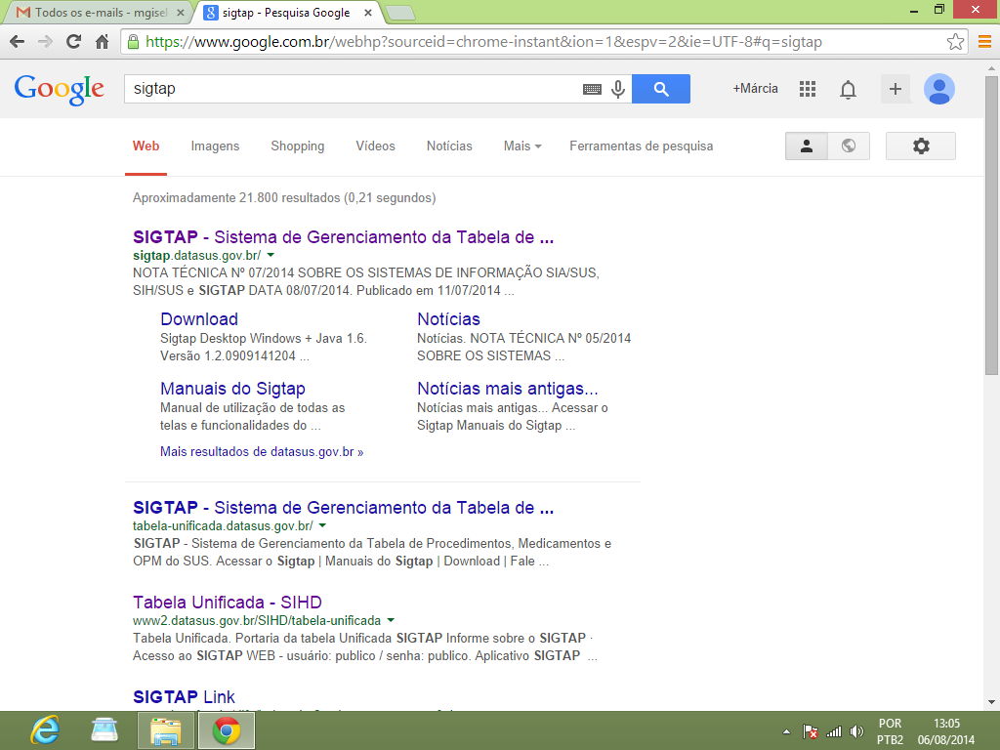 Todos os e-mails - mgisel
sigtap - Pesquisa Google
https://www.google.com.br/webhp?sourceid=chrome-instant&ion=1&espv=2&ie=UTF-8#q=sigtap
Google
sigtap
+Márcia
Web Imagens Shopping Vídeos Notícias Mais Ferramentas de pesquisa
Aproximadamente 21.800 resultados (0,21 segundos)
SIGTAP - Sistema de Gerenciamento da Tabela de ...
sigtap.datasus.gov.br/
NOTA TÉCNICA Nº 07/2014 SOBRE OS SISTEMAS DE INFORMAÇÃO SIA/SUS,
SIH/SUS e SIGTAP DATA 08/07/2014. Publicado em 11/07/2014 ...
Download
Sigtap Desktop Windows + Java 1.6.
Versão 1.2.0909141204 ...
Notícias
Notícias. NOTA TÉCNICA Nº 05/2014
SOBRE OS SISTEMAS ...
Manuais do Sigtap
Manual de utilização de todas as
telas e funcionalidades do ...
Notícias mais antigas...
Notícias mais antigas... Acessar o
Sigtap Manuais do Sigtap ...
Mais resultados de datasus.gov.br »
SIGTAP - Sistema de Gerenciamento da Tabela de ...
tabela-unificada.datasus.gov.br/
SIGTAP - Sistema de Gerenciamento da Tabela de Procedimentos, Medicamentos e
OPM do SUS. Acessar o Sigtap | Manuais do Sigtap | Download | Fale ...
Tabela Unificada - SIHD
www2.datasus.gov.br/SIHD/tabela-unificada
Tabela Unificada. Portaria da tabela Unificada SIGTAP Informe sobre o SIGTAP ·
Acesso ao SIGTAP WEB - usuário: publico / senha: publico. Aplicativo SIGTAP ...
SIGTAP Link
POR
PTB2
13:05
06/08/2014